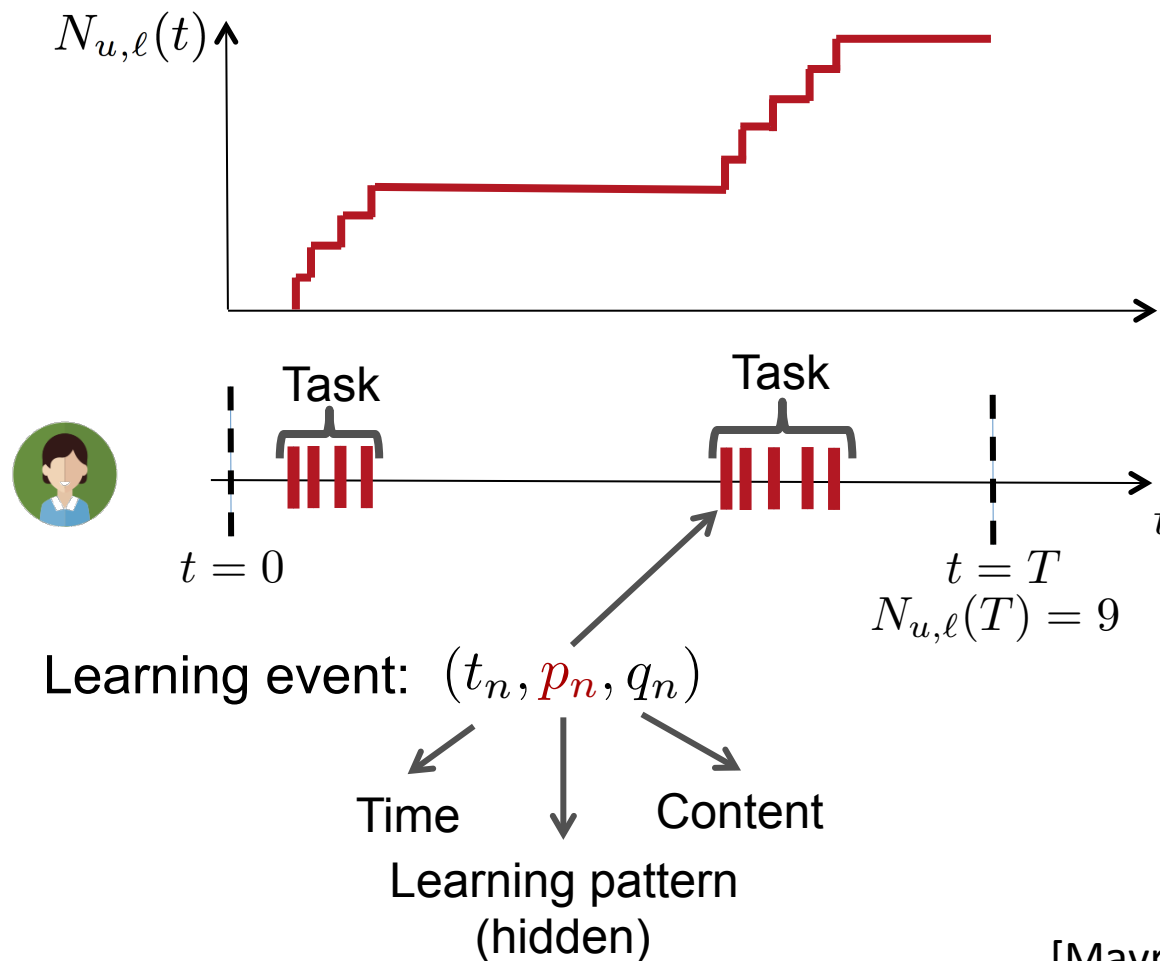 N_{u,ℓ}(t)
Task
Task
t
t = 0
t = T
N_{u,ℓ}(T) = 9
Learning event: (t_n, p_n, q_n)
Time
Content
Learning pattern
(hidden)